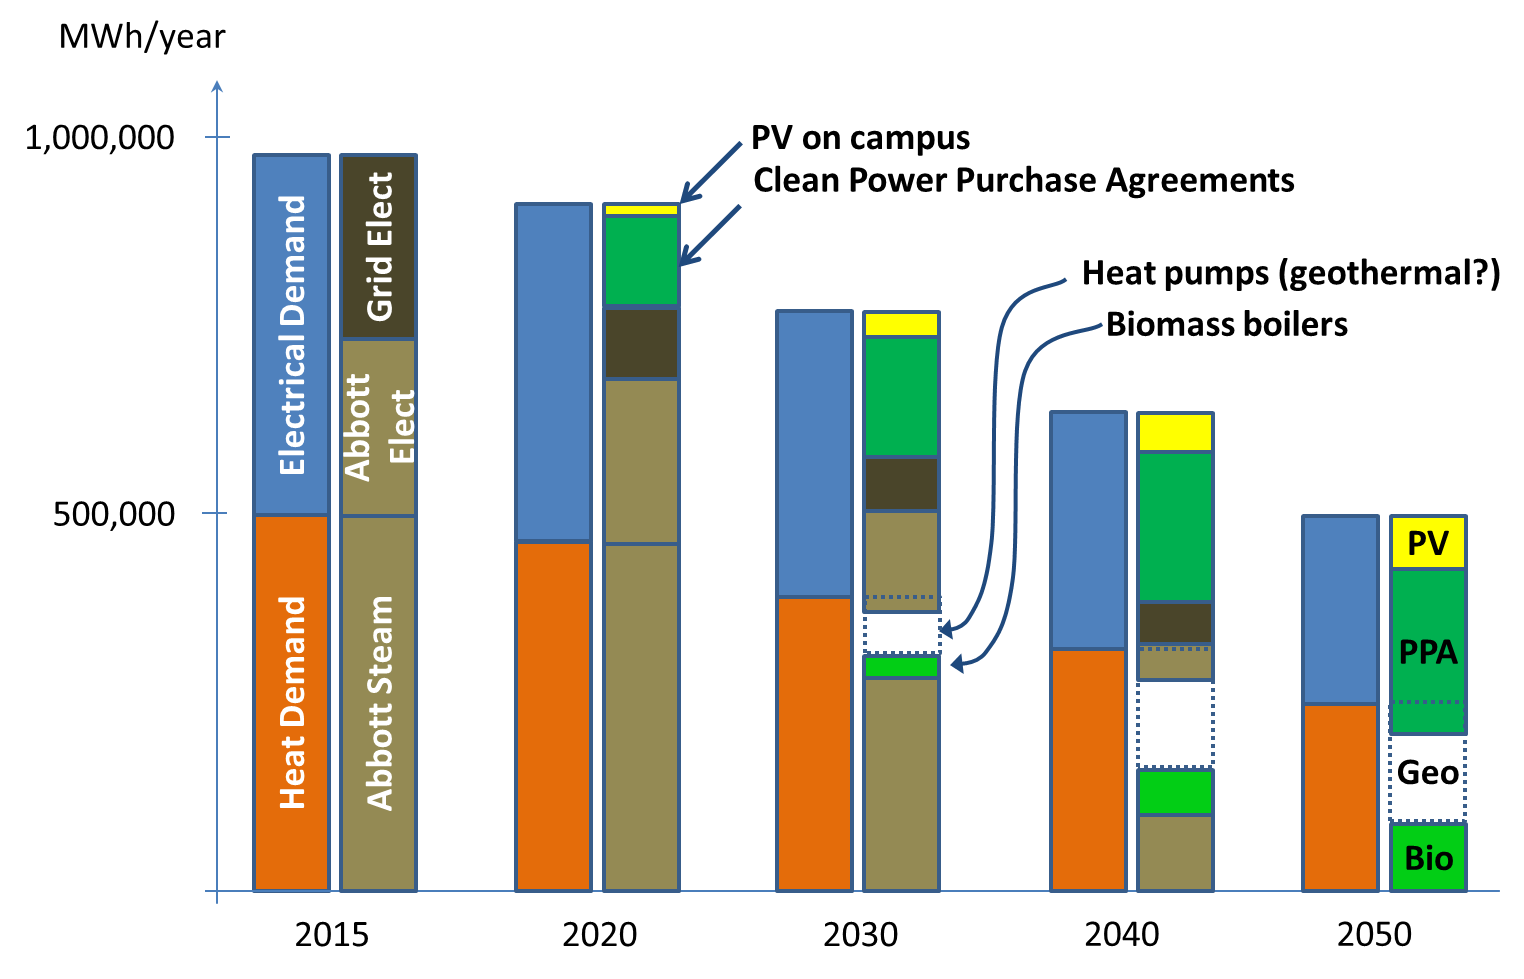 MWh/year
1,000,000
500,000
Electrical Demand
Heat Demand
Grid Elect
Abbott
Elect
Abbott Steam
PV on campus
Clean Power Purchase Agreements
Heat pumps (geothermal?)
Biomass boilers
PV
PPA
Geo
Bio
2015
2020
2030
2040
2050